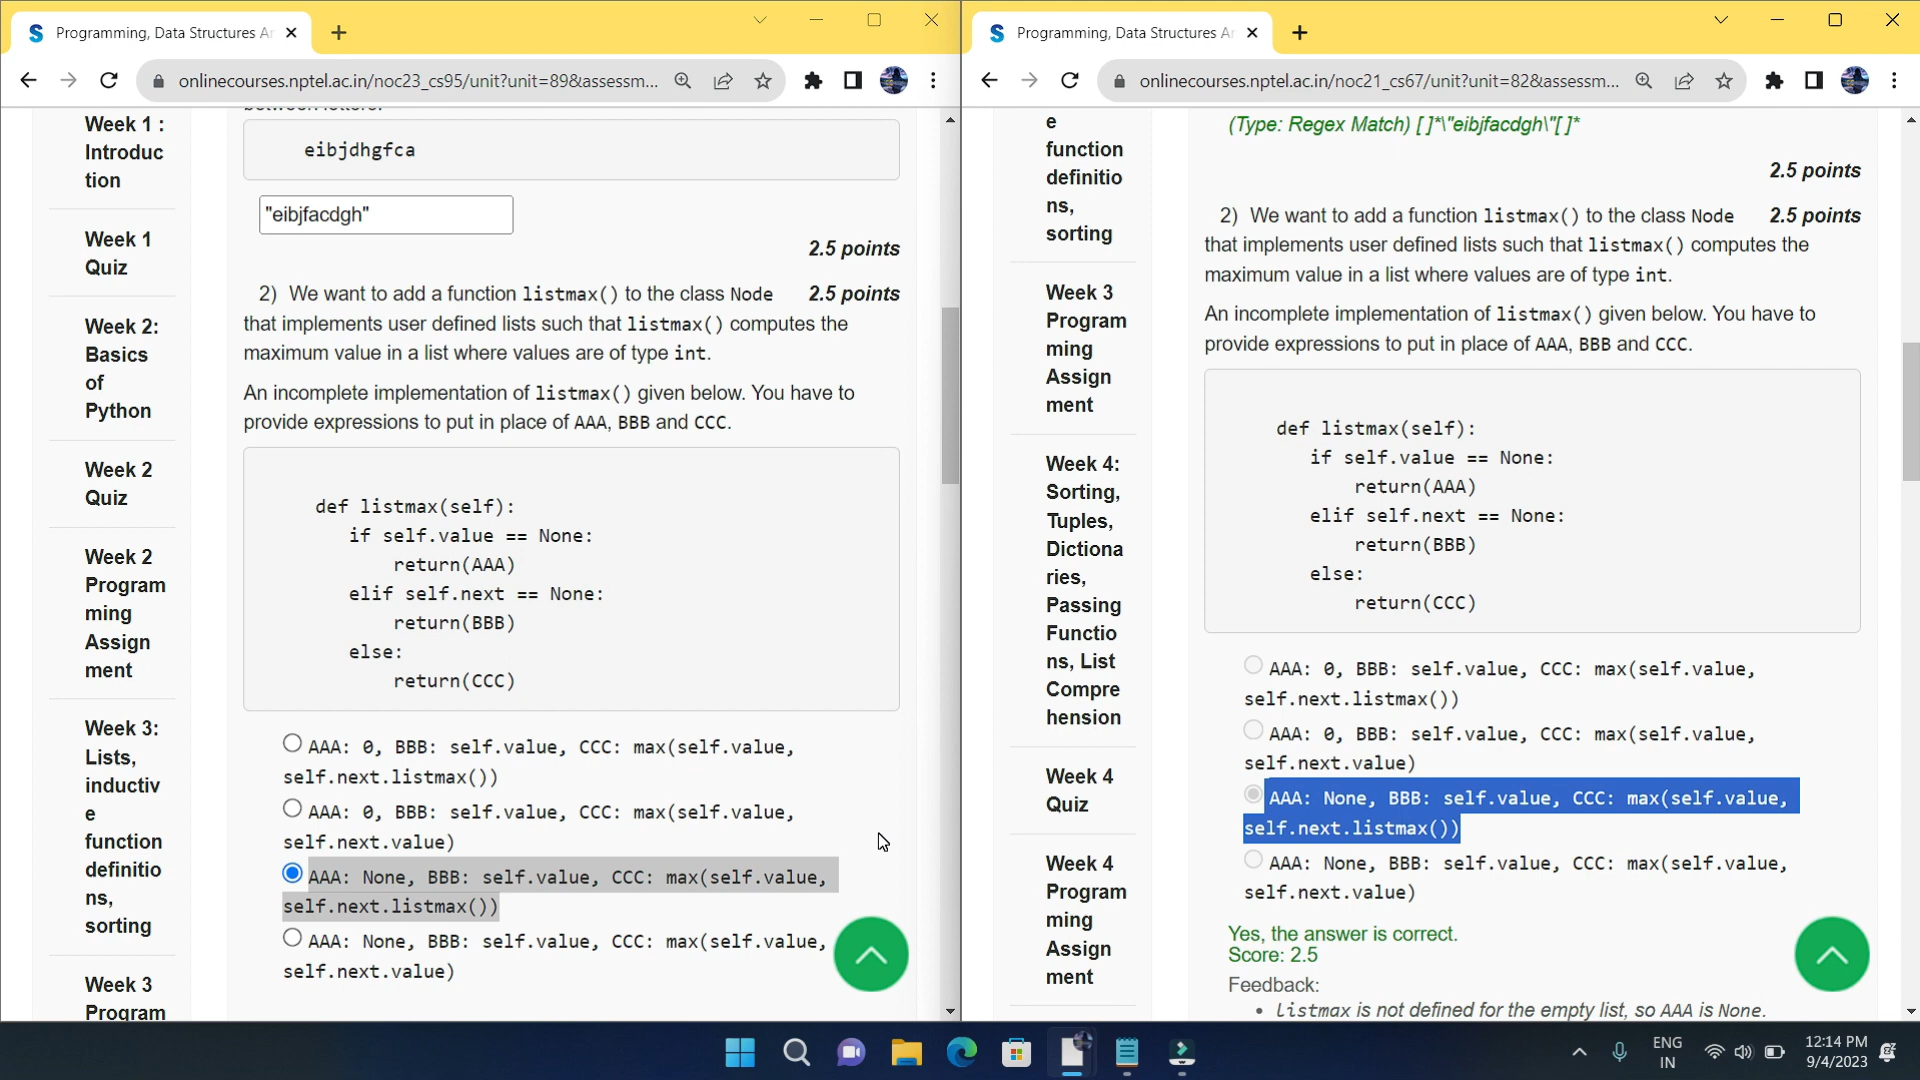 Programming, Data Structures Ar
onlinecourses.nptel.ac.in/noc23_cs95/unit?unit=89&assessm...
Week 1 :
Introduc
tion
Week 1
Quiz
Week 2:
Basics
of
Python
Week 2
Quiz
Week 2
Program
ming
Assign
ment
Week 3:
Lists,
inductiv
e
function
definitio
ns,
sorting
Week 3
Program
between letters.
eibjdhgfca
"eibjfacdgh"
2.5 points
2) We want to add a function listmax() to the class Node 2.5 points
that implements user defined lists such that listmax() computes the
maximum value in a list where values are of type int.
An incomplete implementation of listmax() given below. You have to
provide expressions to put in place of AAA, BBB and CCC.
def listmax(self):
if self.value == None:
return(AAA)
elif self.next == None:
return(BBB)
else:
return(CCC)
AAA: 0, BBB: self.value, CCC: max(self.value,
self.next.listmax())
AAA: 0, BBB: self.value, CCC: max(self.value,
self.next.value)
AAA: None, BBB: self.value, CCC: max(self.value,
self.next.listmax())
AAA: None, BBB: self.value, CCC: max(self.value,
self.next.value)
Programming, Data Structures Ar
onlinecourses.nptel.ac.in/noc21_cs67/unit?unit=82&assessm...
e
function
definitio
ns,
sorting
Week 3
Program
ming
Assign
ment
Week 4:
Sorting,
Tuples,
Dictiona
ries,
Passing
Functio
ns, List
Compre
hension
Week 4
Quiz
Week 4
Program
ming
Assign
ment
(Type: Regex Match) [ ]*\"eibjfacdgh\"[ ]*
2.5 points
2) We want to add a function listmax() to the class Node 2.5 points
that implements user defined lists such that listmax() computes the
maximum value in a list where values are of type int.
An incomplete implementation of listmax() given below. You have to
provide expressions to put in place of AAA, BBB and CCC.
def listmax(self):
if self.value == None:
return(AAA)
elif self.next == None:
return(BBB)
else:
return(CCC)
AAA: 0, BBB: self.value, CCC: max(self.value,
self.next.listmax())
AAA: 0, BBB: self.value, CCC: max(self.value,
self.next.value)
AAA: None, BBB: self.value, CCC: max(self.value,
self.next.listmax())
AAA: None, BBB: self.value, CCC: max(self.value,
self.next.value)
Yes, the answer is correct.
Score: 2.5
Feedback:
• Listmax is not defined for the empty list, so AAA is None.
ENG
IN
12:14 PM
9/4/2023